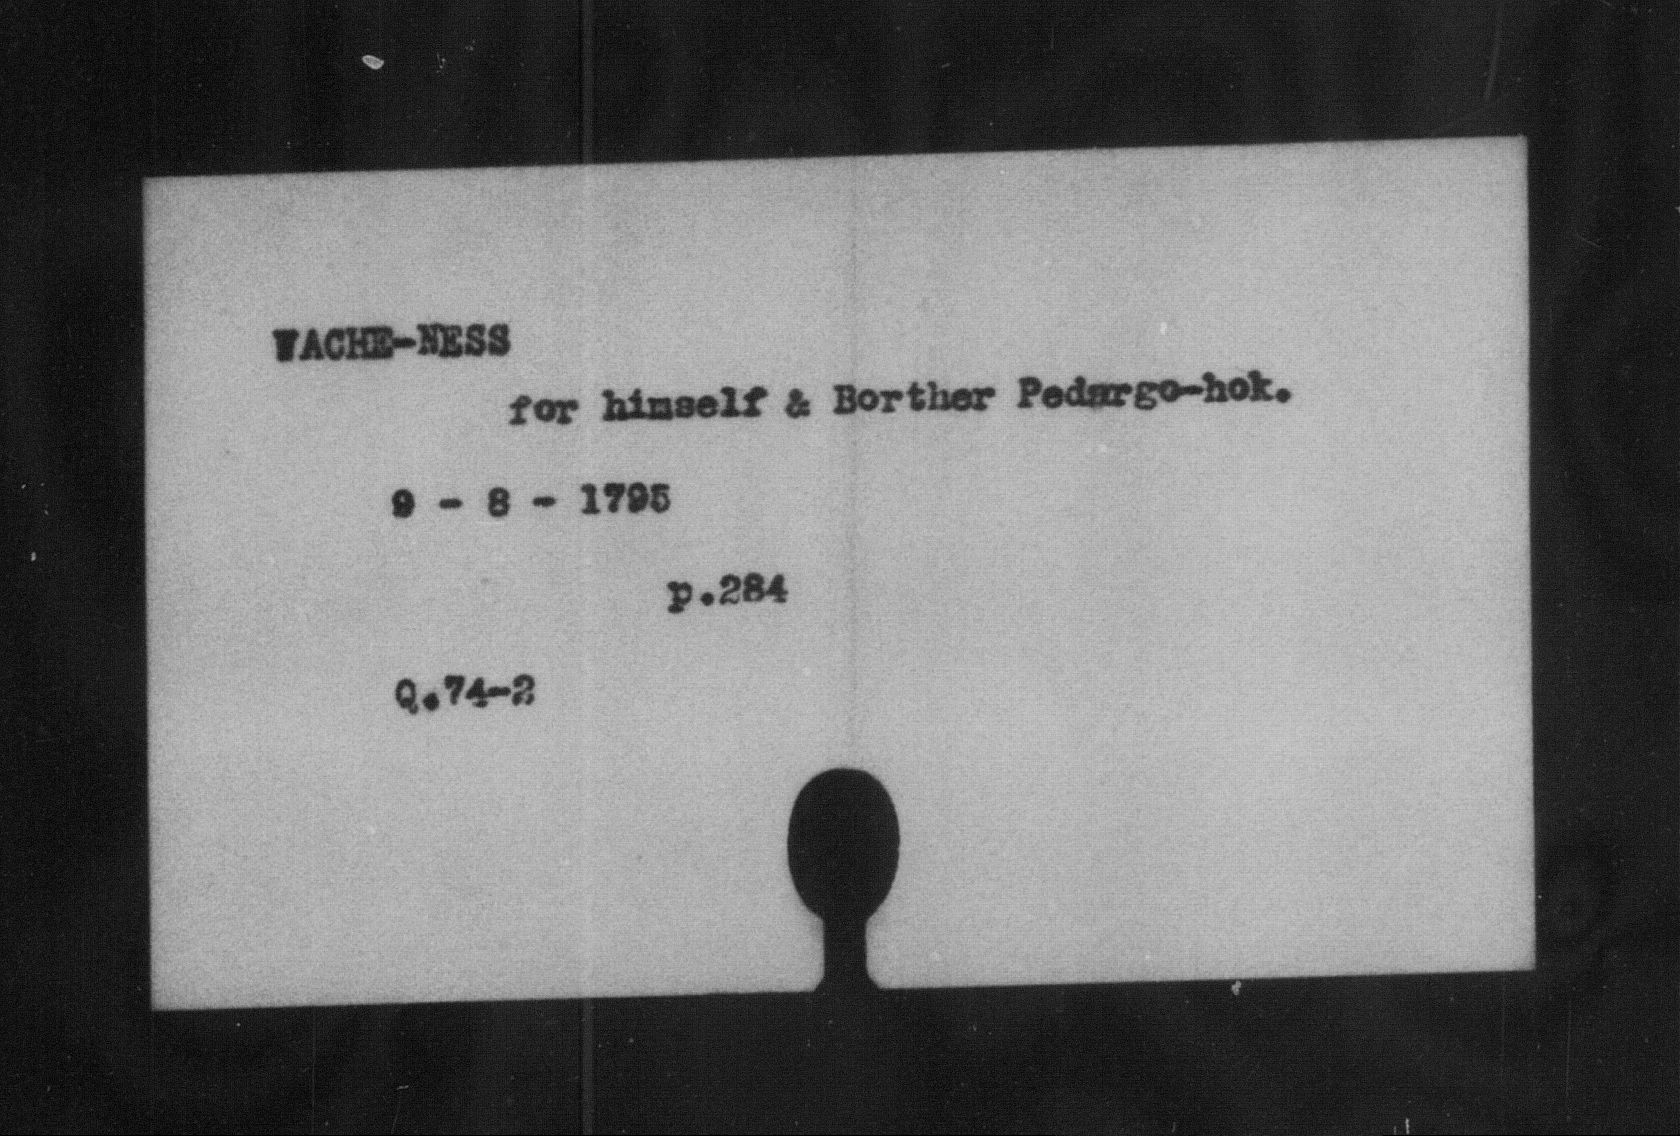 WACHE-NESS
for himself & Borther Pedargo-hok.
9 - 8 - 1795
p.284
Q.74-2